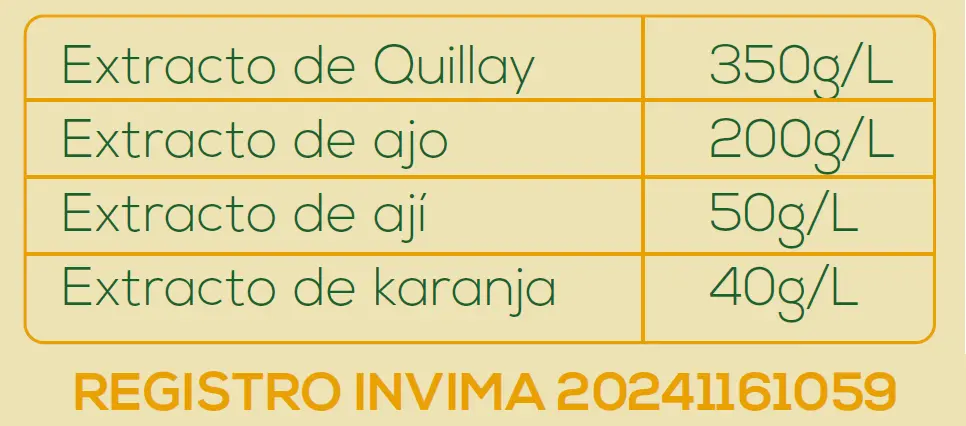 Extracto de Quillay 350g/L
Extracto de ajo 200g/L
Extracto de ají 50g/L
Extracto de karanja 40g/L
REGISTRO INVIMA 20241161059